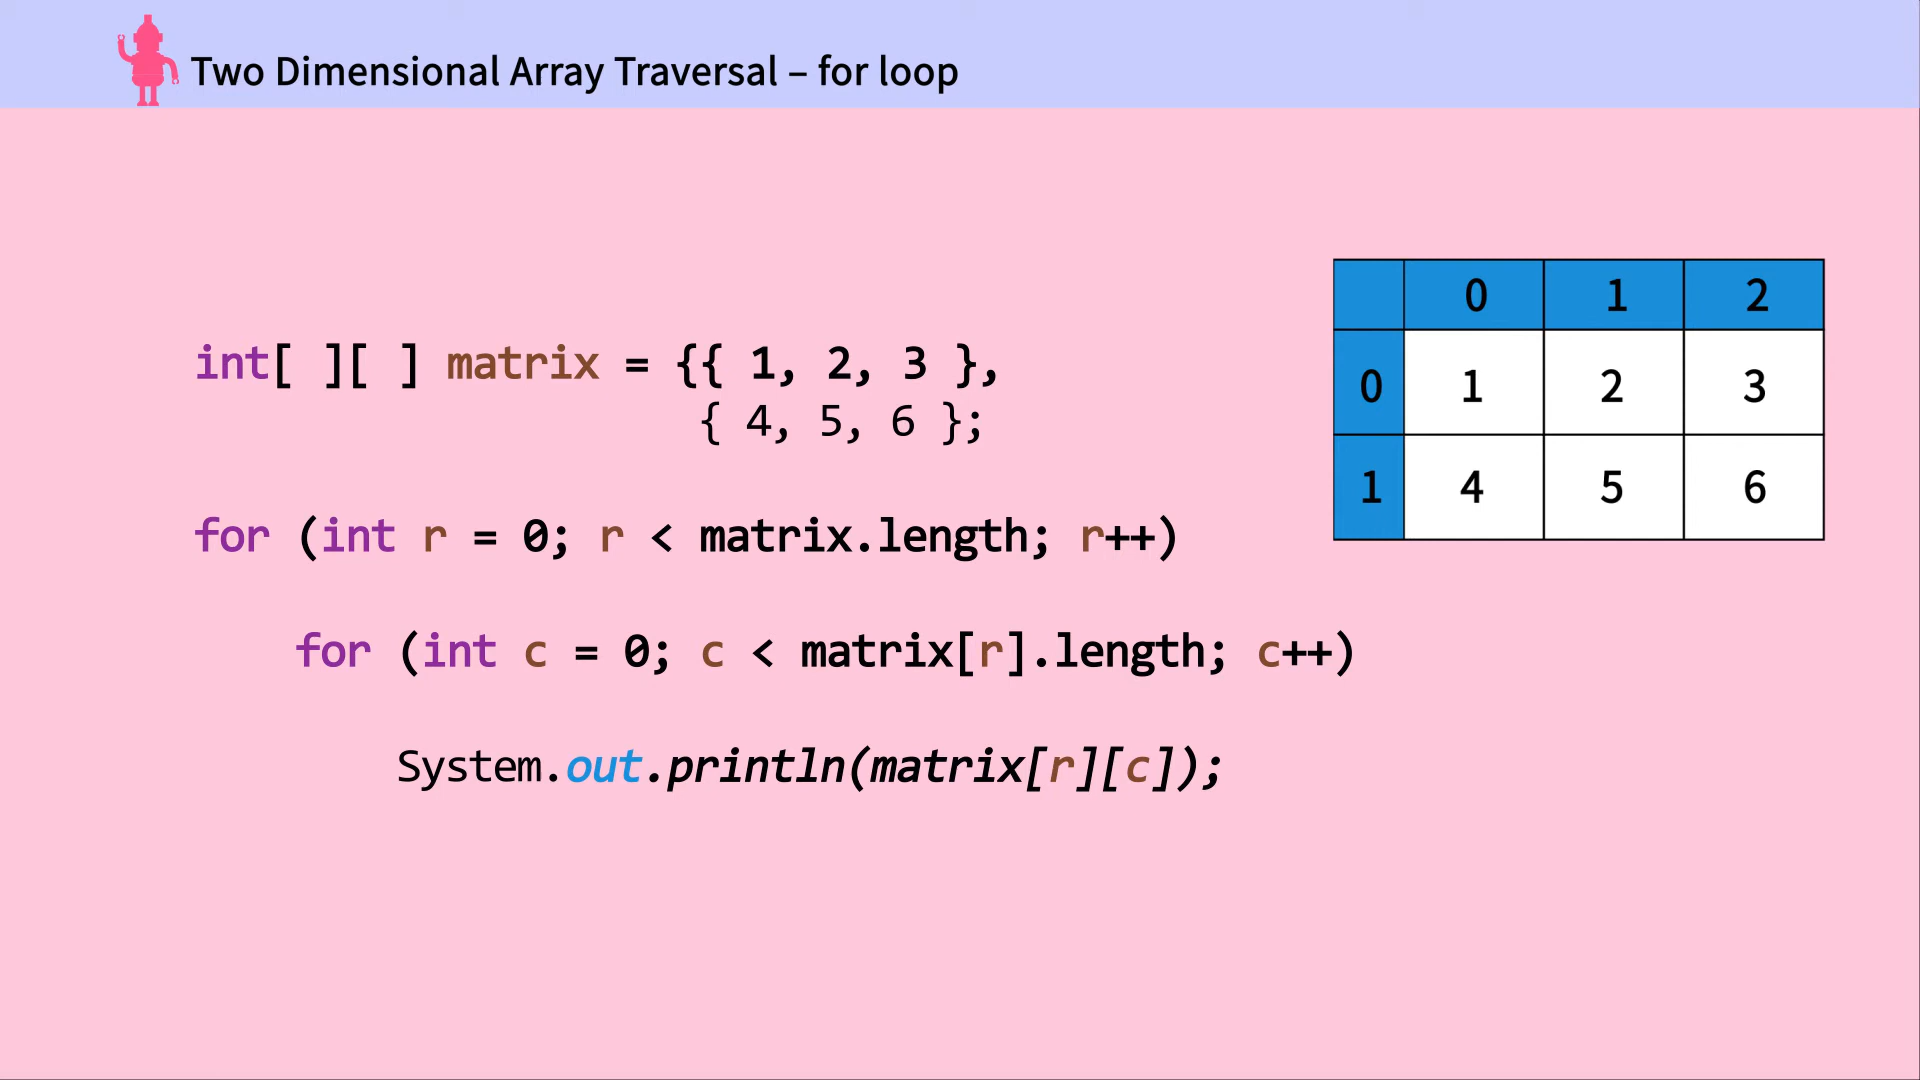 Two Dimensional Array Traversal – for loop
int[ ][ ] matrix = {{ 1, 2, 3 },
{ 4, 5, 6 };
for (int r = 0; r < matrix.length; r++)
for (int c = 0; c < matrix[r].length; c++)
System.out.println(matrix[r][c]);
0 1 2
0 1 2 3
1 4 5 6